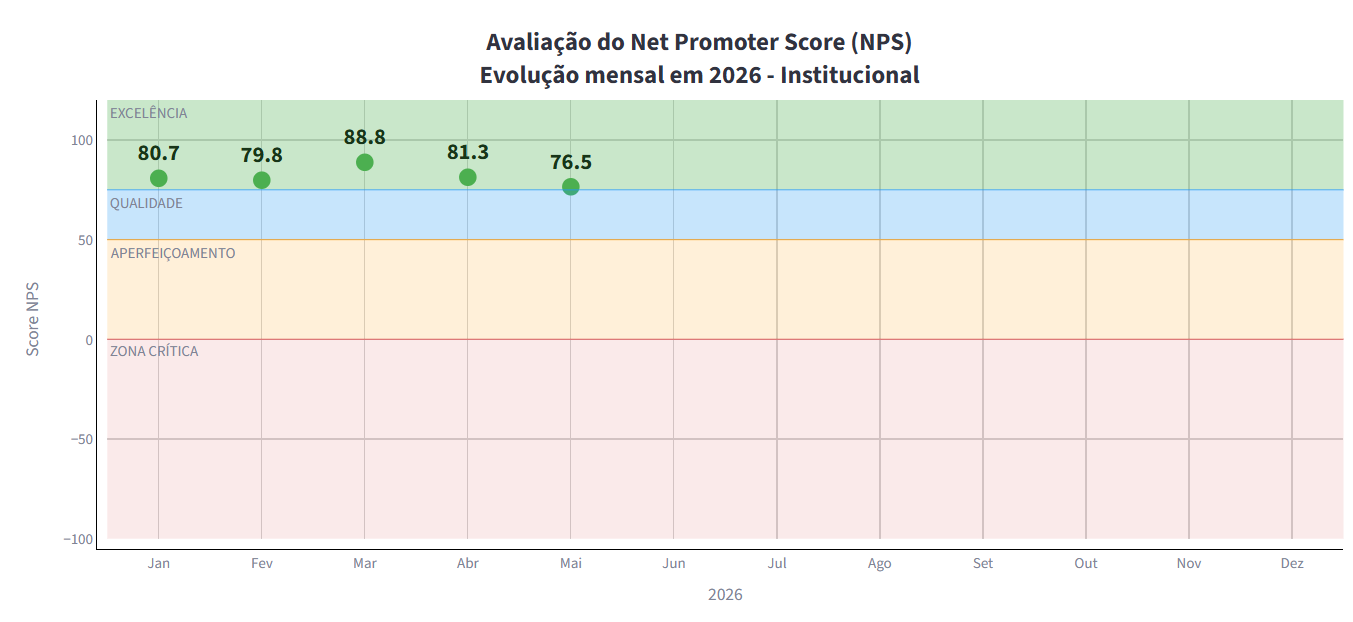 Avaliação do Net Promoter Score (NPS)
Evolução mensal em 2026 - Institucional
EXCELÊNCIA
100
88.8
80.7
79.8
81.3
76.5
QUALIDADE
50
APERFEIÇOAMENTO
Score NPS
0
ZONA CRÍTICA
−50
−100
Jan Fev Mar Abr Mai Jun Jul Ago Set Out Nov Dez
2026